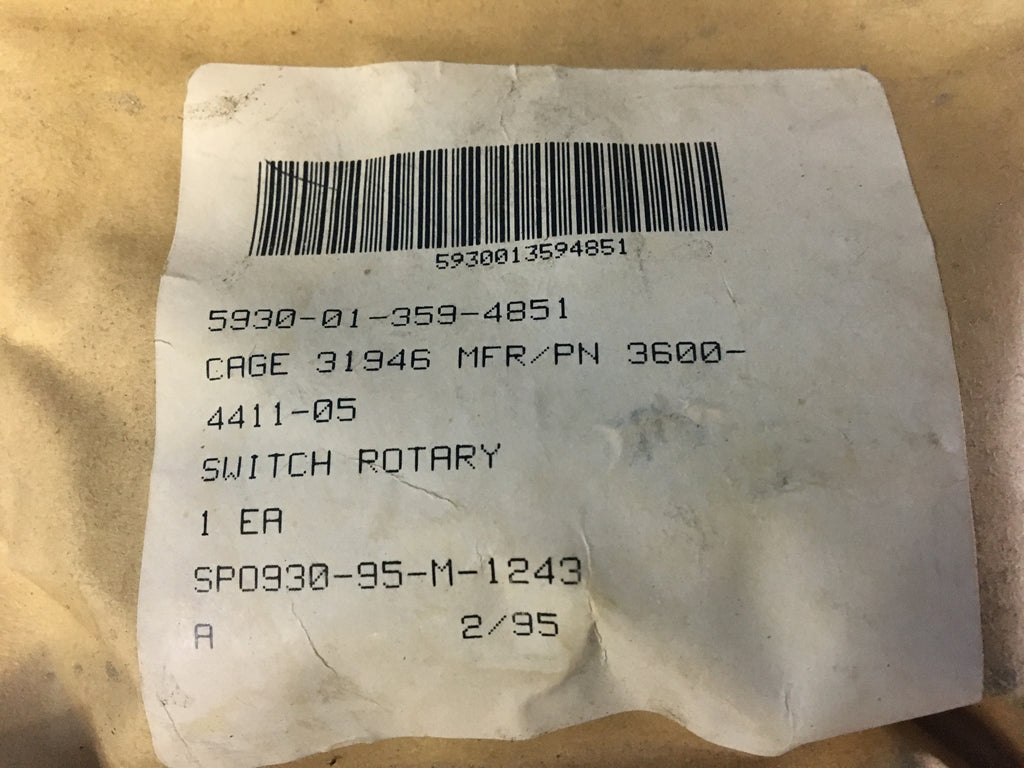 5930013594851
5930-01-359-4851
CAGE 31946 MFR/PN 3600-
4411-05
SWITCH ROTARY
1 EA
SPO930-95-M-1243
A 2/95